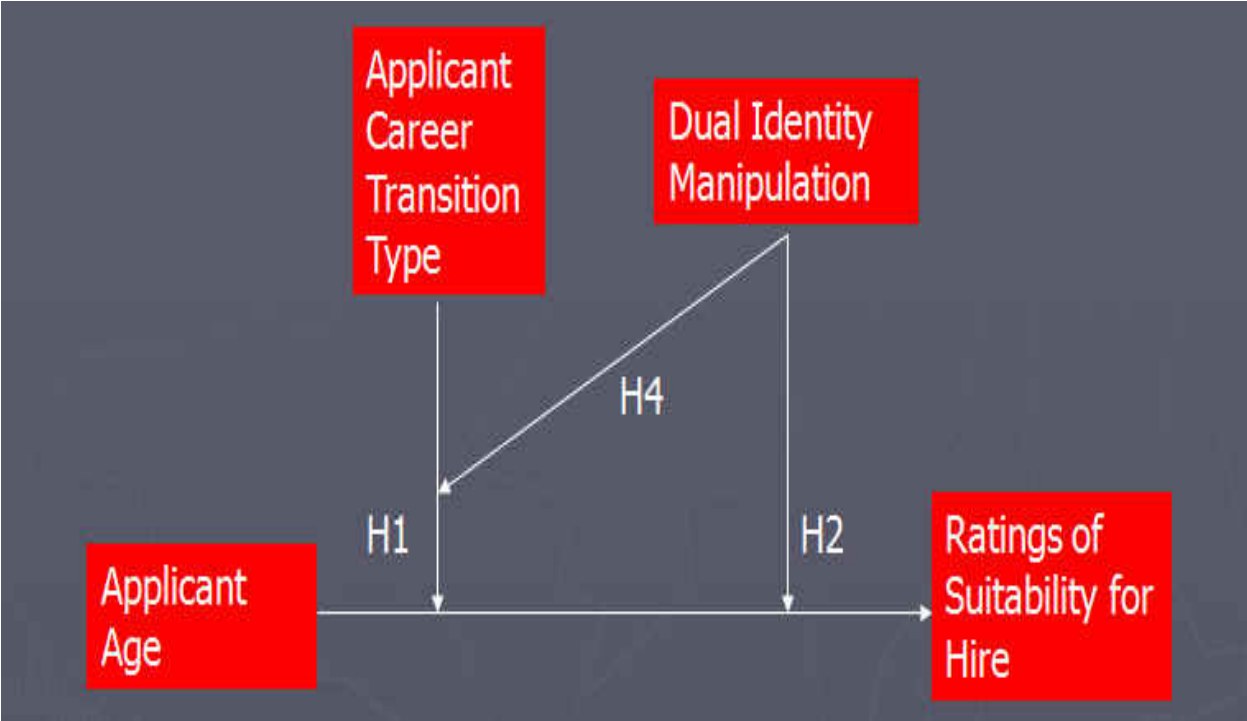 Applicant
Career
Transition
Type
Dual Identity
Manipulation
H4
H1
H2
Applicant
Age
Ratings of
Suitability for
Hire